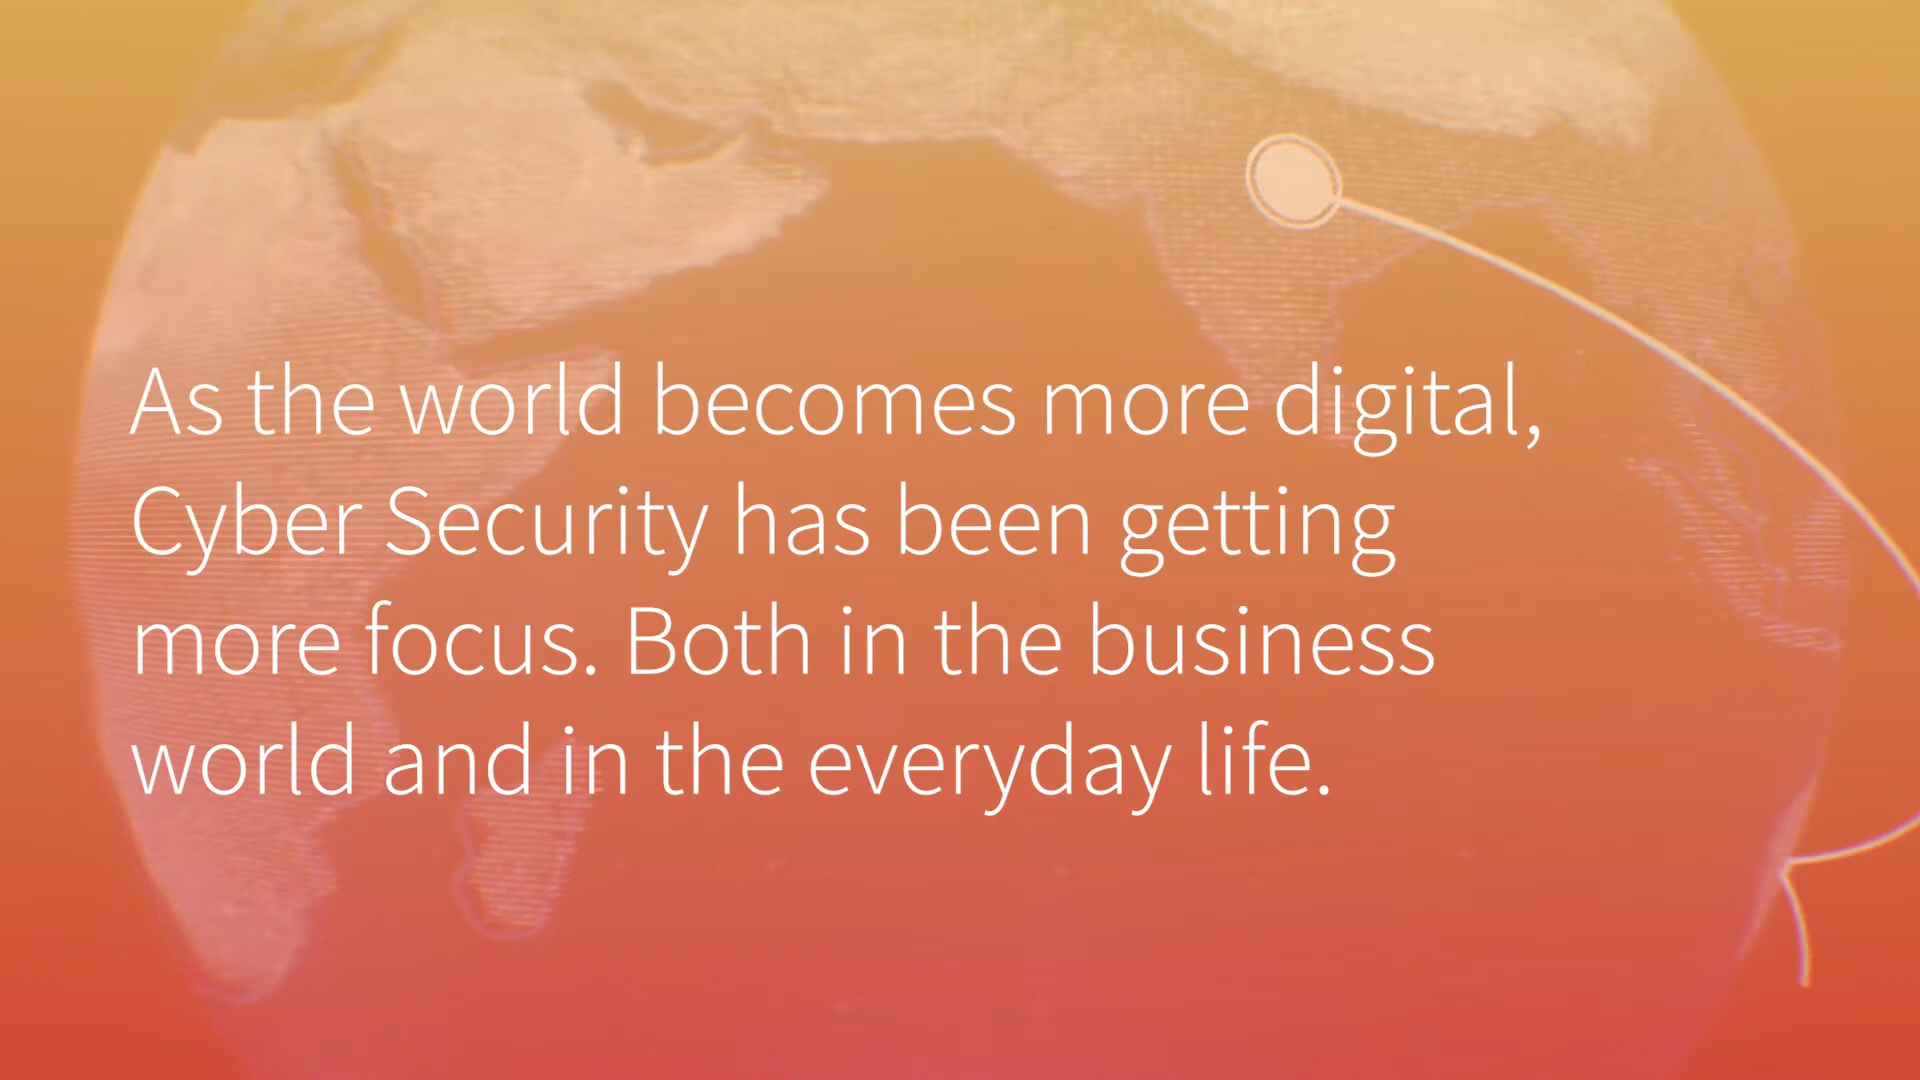 As the world becomes more digital,
Cyber Security has been getting
more focus. Both in the business
world and in the everyday life.